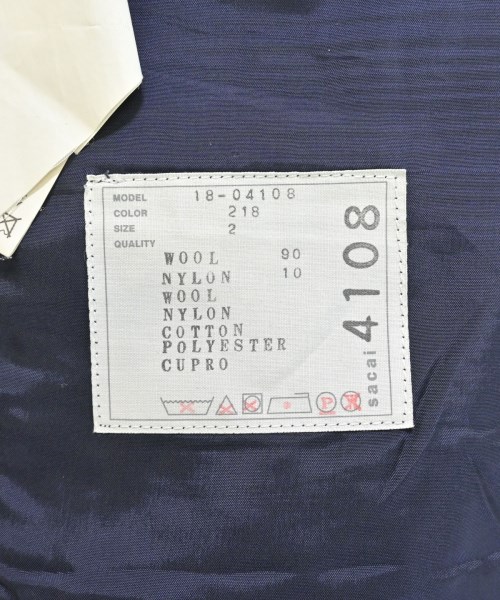 MODEL 18-04108
COLOR 218
SIZE 2
QUALITY
WOOL 90
NYLON 10
WOOL
NYLON
COTTON
POLYESTER
CUPRO
P
sacai 4108